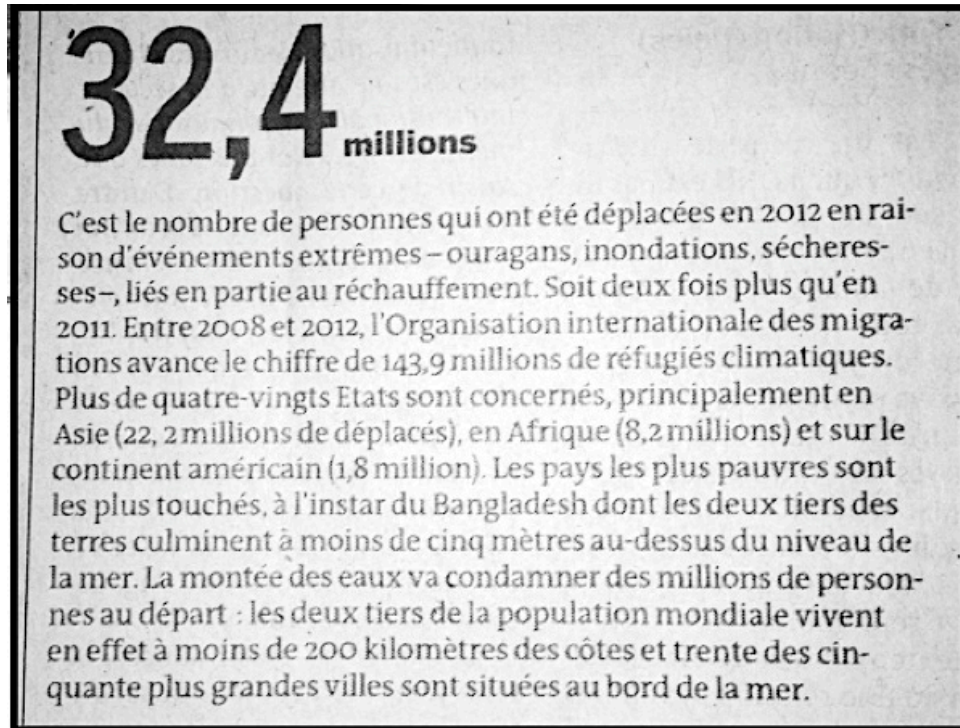 32,4 millions
C'est le nombre de personnes qui ont été déplacées en 2012 en rai-
son d'événements extrêmes – ouragans, inondations, sécheres-
ses –, liés en partie au réchauffement. Soit deux fois plus qu'en
2011. Entre 2008 et 2012, l'Organisation internationale des migra-
tions avance le chiffre de 143,9 millions de réfugiés climatiques.
Plus de quatre-vingts Etats sont concernés, principalement en
Asie (22, 2 millions de déplacés), en Afrique (8,2 millions) et sur le
continent américain (1,8 million). Les pays les plus pauvres sont
les plus touchés, à l'instar du Bangladesh dont les deux tiers des
terres culminent à moins de cinq mètres au-dessus du niveau de
la mer. La montée des eaux va condamner des millions de person-
nes au départ : les deux tiers de la population mondiale vivent
en effet à moins de 200 kilomètres des côtes et trente des cin-
quante plus grandes villes sont situées au bord de la mer.